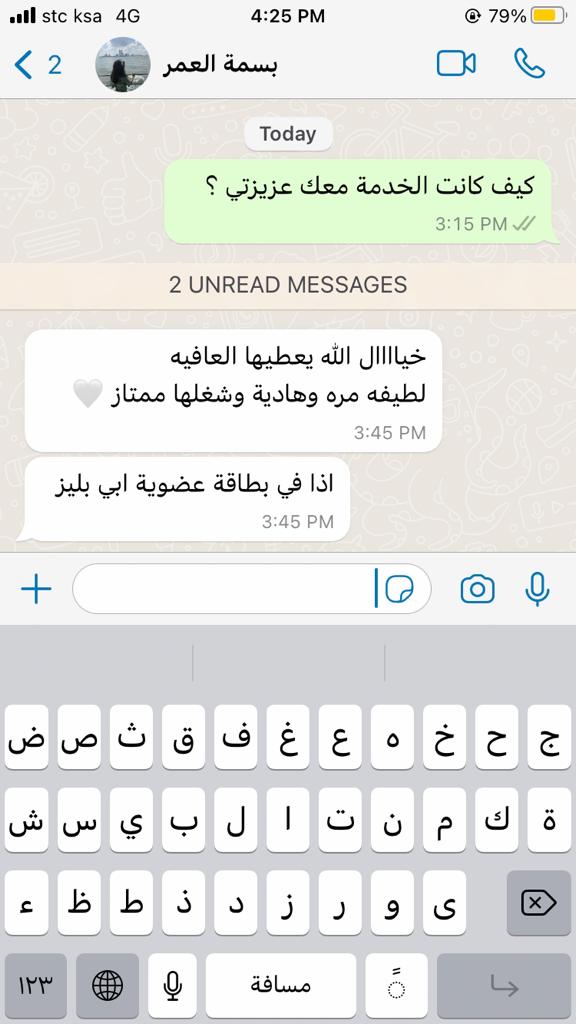 stc ksa 4G 4:25 PM 79%
2 بسمة العمر
Today
كيف كانت الخدمة معك عزيزتي ؟
3:15 PM
2 UNREAD MESSAGES
خيااااال الله يعطيها العافيه
لطيفه مره وهادية وشغلها ممتاز 🤍
3:45 PM
اذا في بطاقة عضوية ابي بليز
3:45 PM
ض ص ث ق ف غ ع ه خ ح ج
ش س ي ب ل ا ت ن م ك ة
ء ظ ط ذ د ز ر و ى
١٢٣ مسافة